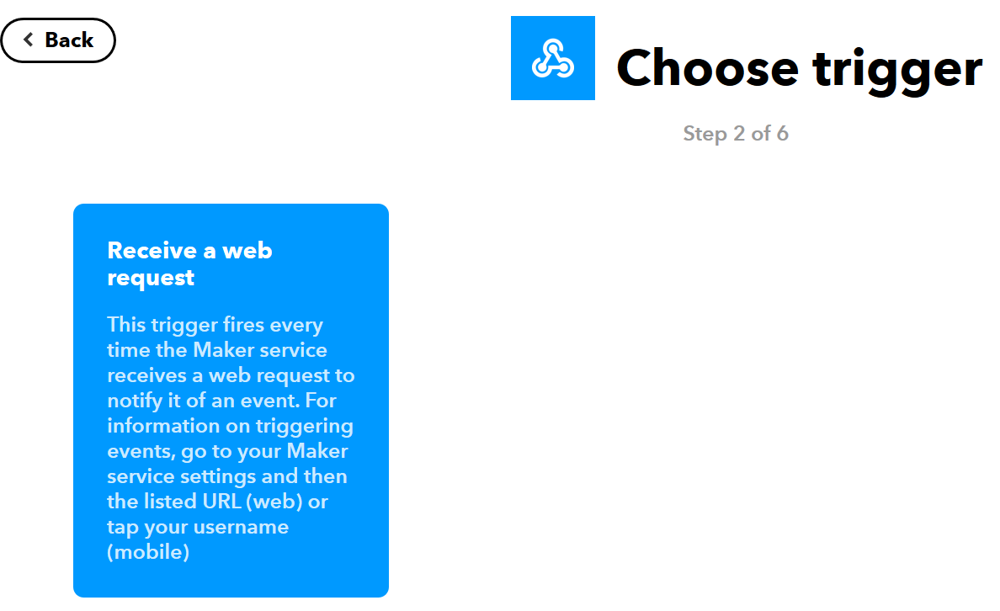 Back
Choose trigger
Step 2 of 6
Receive a web
request
This trigger fires every
time the Maker service
receives a web request to
notify it of an event. For
information on triggering
events, go to your Maker
service settings and then
the listed URL (web) or
tap your username
(mobile)